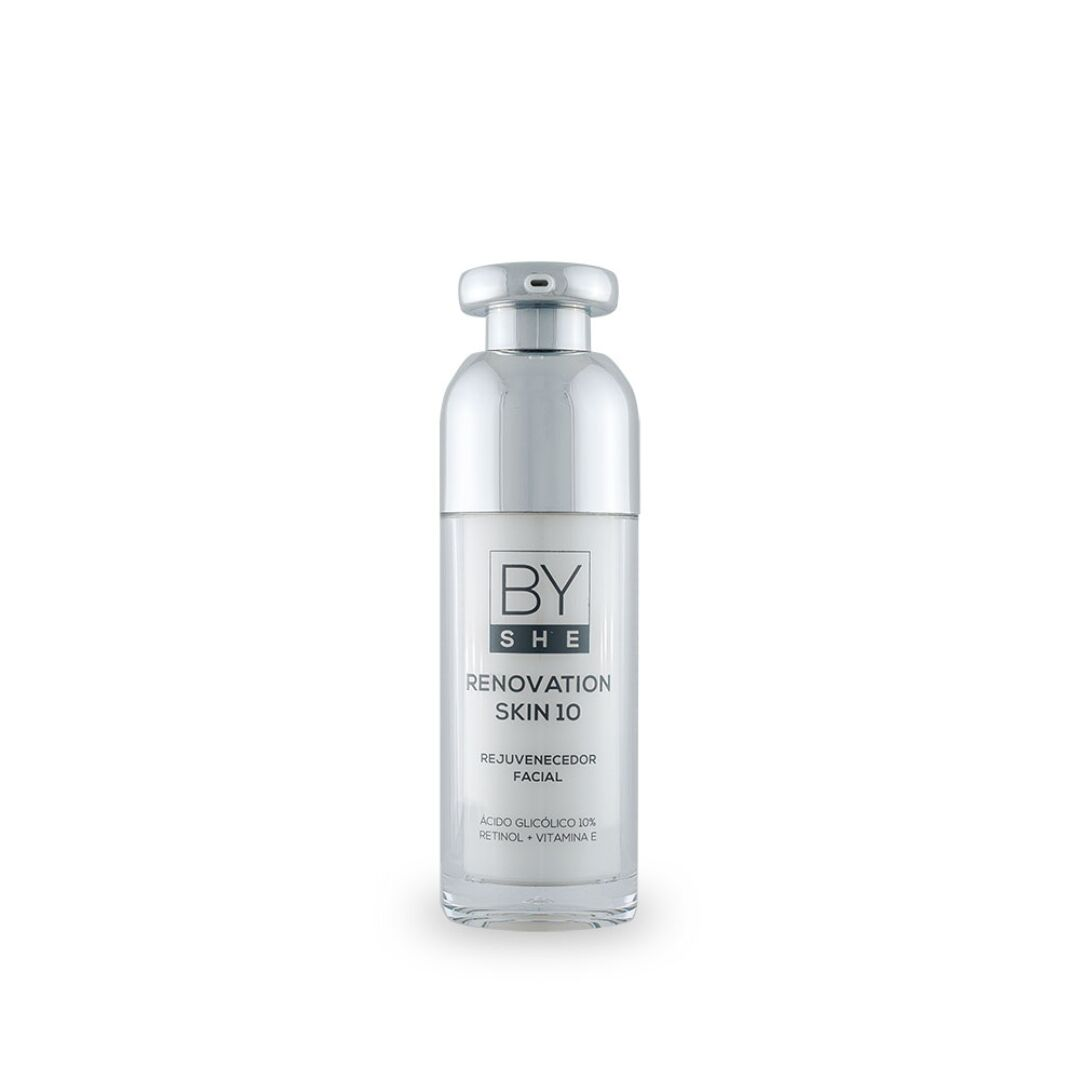 BY
SHE
RENOVATION
SKIN 10
REJUVENECEDOR
FACIAL
ÁCIDO GLICÓLICO 10%
RETINOL + VITAMINA E